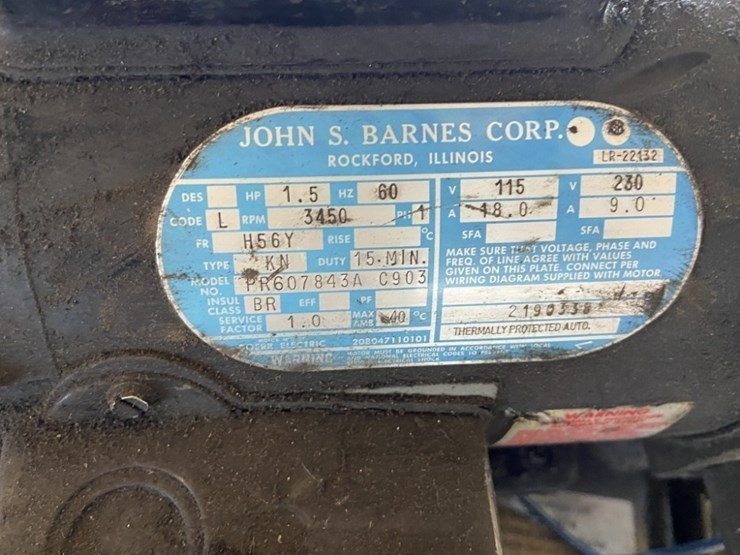 JOHN S. BARNES CORP.
ROCKFORD, ILLINOIS
LR-22132
DES HP 1.5 HZ 60 V 115 V 230
CODE L RPM 3450 PH 1 A 18.0 A 9.0
FR H56Y RISE °C SFA SFA
TYPE KN DUTY 15 MIN.
MODEL NO. PR607843A C903
INSUL CLASS BR EFF PF
SERVICE FACTOR 1.0 MAX AMB 40 °C
MAKE SURE THAT VOLTAGE, PHASE AND
FREQ. OF LINE AGREE WITH VALUES
GIVEN ON THIS PLATE. CONNECT PER
WIRING DIAGRAM SUPPLIED WITH MOTOR.
THERMALLY PROTECTED AUTO.
ELECTRIC 208047110101
WARNING
WARNING